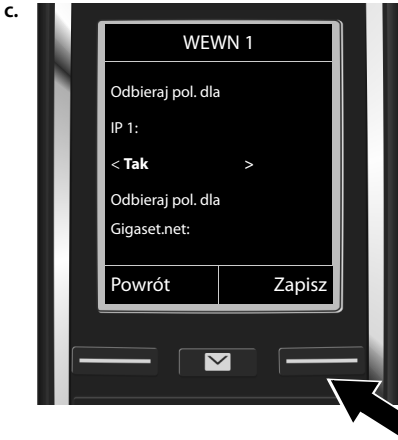 c.
WEWN 1
Odbieraj pol. dla
IP 1:
< Tak >
Odbieraj pol. dla
Gigaset.net:
Powrót Zapisz